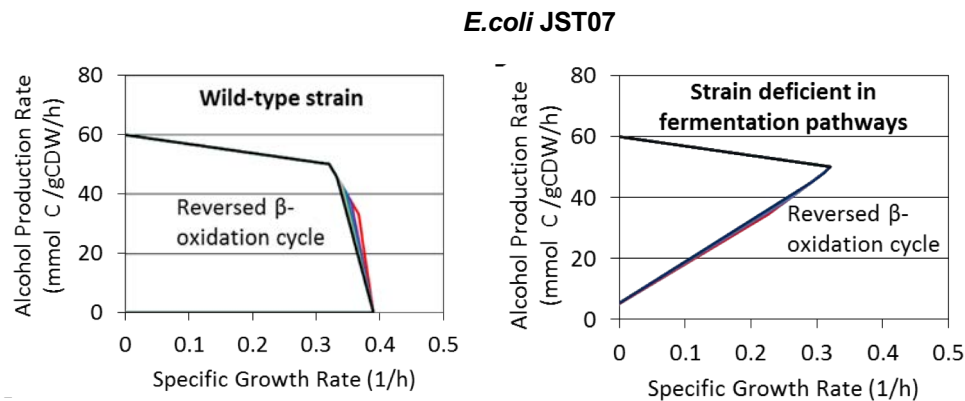 E.coli JST07
Alcohol Production Rate
(mmol C /gCDW/h)
80
60
40
20
0
Wild-type strain
Reversed β-
oxidation cycle
0 0.1 0.2 0.3 0.4 0.5
Specific Growth Rate (1/h)
Alcohol Production Rate
(mmol C /gCDW/h)
80
60
40
20
0
Strain deficient in
fermentation pathways
Reversed β-
oxidation cycle
0 0.1 0.2 0.3 0.4 0.5
Specific Growth Rate (1/h)